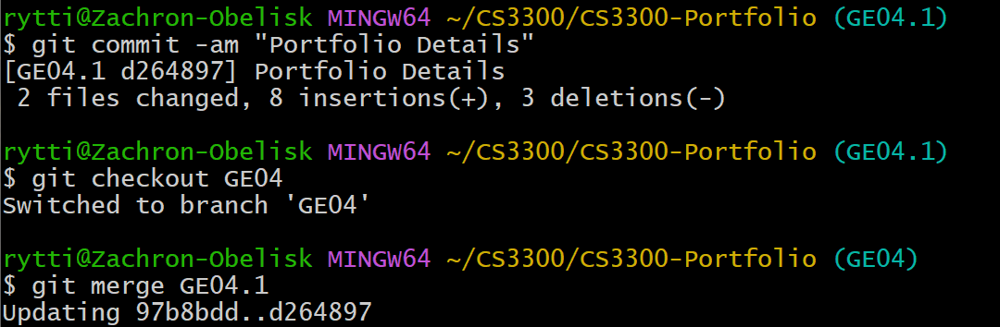 rytti@Zachron-Obelisk MINGW64 ~/CS3300/CS3300-Portfolio (GE04.1)
$ git commit -am "Portfolio Details"
[GE04.1 d264897] Portfolio Details
 2 files changed, 8 insertions(+), 3 deletions(-)

rytti@Zachron-Obelisk MINGW64 ~/CS3300/CS3300-Portfolio (GE04.1)
$ git checkout GE04
Switched to branch 'GE04'

rytti@Zachron-Obelisk MINGW64 ~/CS3300/CS3300-Portfolio (GE04)
$ git merge GE04.1
Updating 97b8bdd..d264897